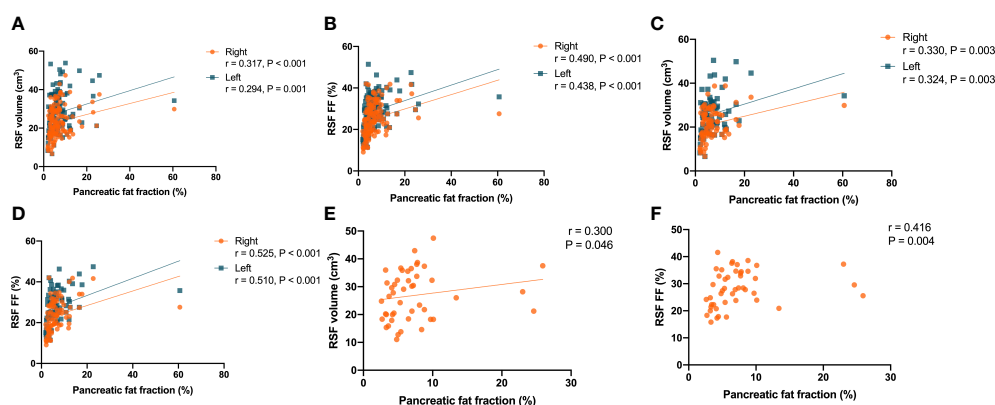 A
Right
r = 0.317, P < 0.001
Left
r = 0.294, P = 0.001
RSF volume (cm³)
60
40
20
0
0 20 40 60 80
Pancreatic fat fraction (%)
B
Right
r = 0.490, P < 0.001
Left
r = 0.438, P < 0.001
RSF FF (%)
60
40
20
0
0 20 40 60 80
Pancreatic fat fraction (%)
C
Right
r = 0.330, P = 0.003
Left
r = 0.324, P = 0.003
RSF volume (cm³)
60
40
20
0
0 20 40 60 80
Pancreatic fat fraction (%)
D
Right
r = 0.525, P < 0.001
Left
r = 0.510, P < 0.001
RSF FF (%)
60
40
20
0
0 20 40 60 80
Pancreatic fat fraction (%)
E
r = 0.300
P = 0.046
RSF volume (cm³)
50
40
30
20
10
0
0 10 20 30
Pancreatic fat fraction (%)
F
r = 0.416
P = 0.004
RSF FF (%)
50
40
30
20
10
0
0 10 20 30
Pancreatic fat fraction (%)